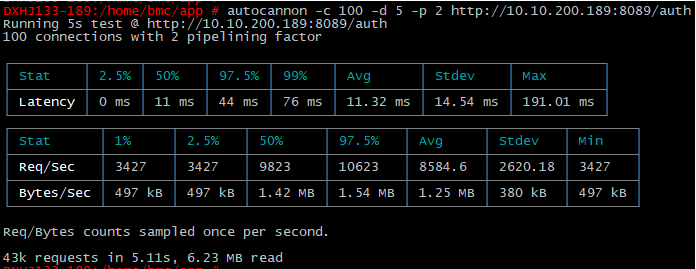 DXHJ133-189:/home/bmc/app # autocannon -c 100 -d 5 -p 2 http://10.10.200.189:8089/auth
Running 5s test @ http://10.10.200.189:8089/auth
100 connections with 2 pipelining factor
Stat 2.5% 50% 97.5% 99% Avg Stdev Max
Latency 0 ms 11 ms 44 ms 76 ms 11.32 ms 14.54 ms 191.01 ms
Stat 1% 2.5% 50% 97.5% Avg Stdev Min
Req/Sec 3427 3427 9823 10623 8584.6 2620.18 3427
Bytes/Sec 497 kB 497 kB 1.42 MB 1.54 MB 1.25 MB 380 kB 497 kB
Req/Bytes counts sampled once per second.
43k requests in 5.11s, 6.23 MB read
DXHJ133-189:/home/bmc/app #